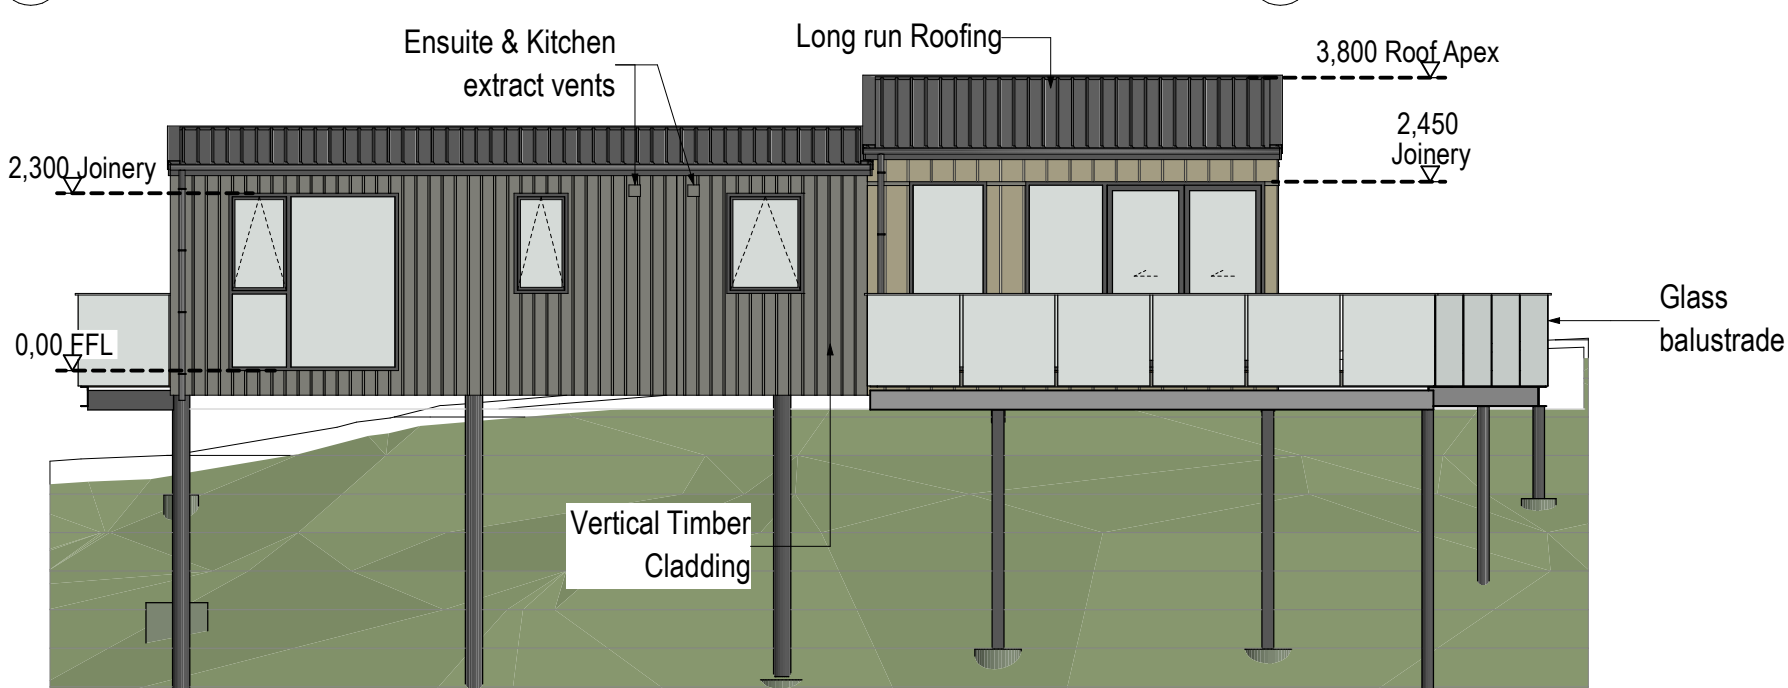 Ensuite & Kitchen
extract vents
Long run Roofing
3,800 Roof Apex
2,450
Joinery
2,300 Joinery
0,00 FFL
Glass
balustrade
Vertical Timber
Cladding